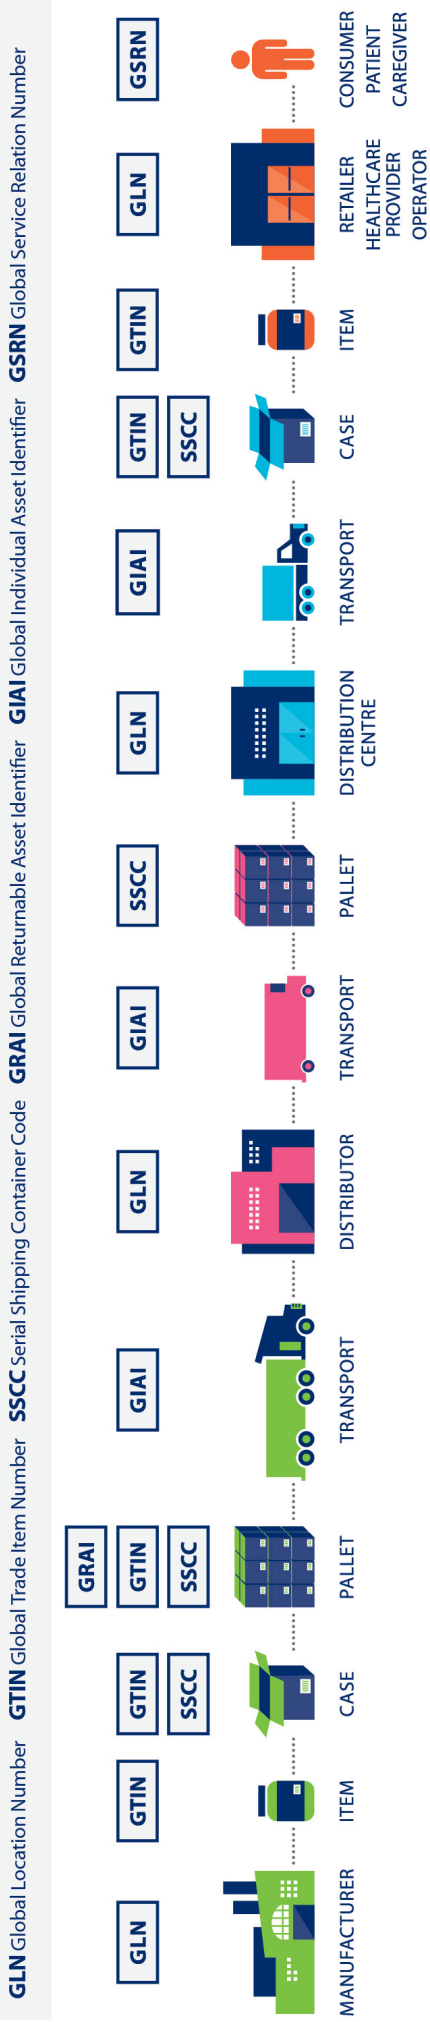 GLN Global Location Number GTIN Global Trade Item Number SSCC Serial Shipping Container Code GRAI Global Returnable Asset Identifier GIAI Global Individual Asset Identifier GSRN Global Service Relation Number
GRAI
GLN GTIN GTIN GTIN GIAI GLN GIAI SSCC GLN GIAI GTIN GTIN GLN GSRN
SSCC SSCC SSCC
MANUFACTURER ITEM CASE PALLET TRANSPORT DISTRIBUTOR TRANSPORT PALLET DISTRIBUTION TRANSPORT CASE ITEM RETAILER CONSUMER
CENTRE HEALTHCARE PATIENT
PROVIDER CAREGIVER
OPERATOR